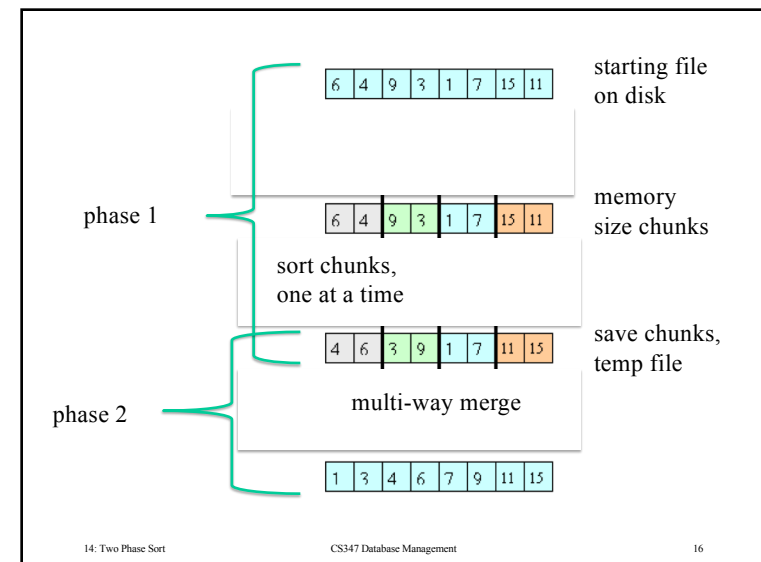 6 4 9 3 1 7 15 11
starting file
on disk
phase 1
6 4 9 3 1 7 15 11
memory
size chunks
sort chunks,
one at a time
4 6 3 9 1 7 11 15
save chunks,
temp file
phase 2
multi-way merge
1 3 4 6 7 9 11 15
14: Two Phase Sort CS347 Database Management 16